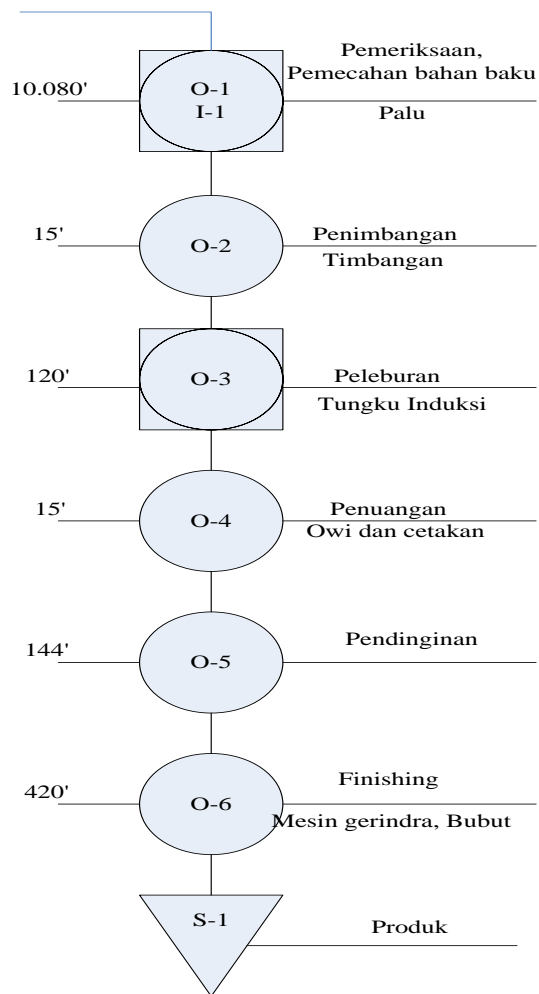 Pemeriksaan,
Pemecahan bahan baku
10.080'
O-1
I-1
Palu
15'
O-2
Penimbangan
Timbangan
120'
O-3
Peleburan
Tungku Induksi
15'
O-4
Penuangan
Owi dan cetakan
144'
O-5
Pendinginan
420'
O-6
Finishing
Mesin gerindra, Bubut
S-1
Produk